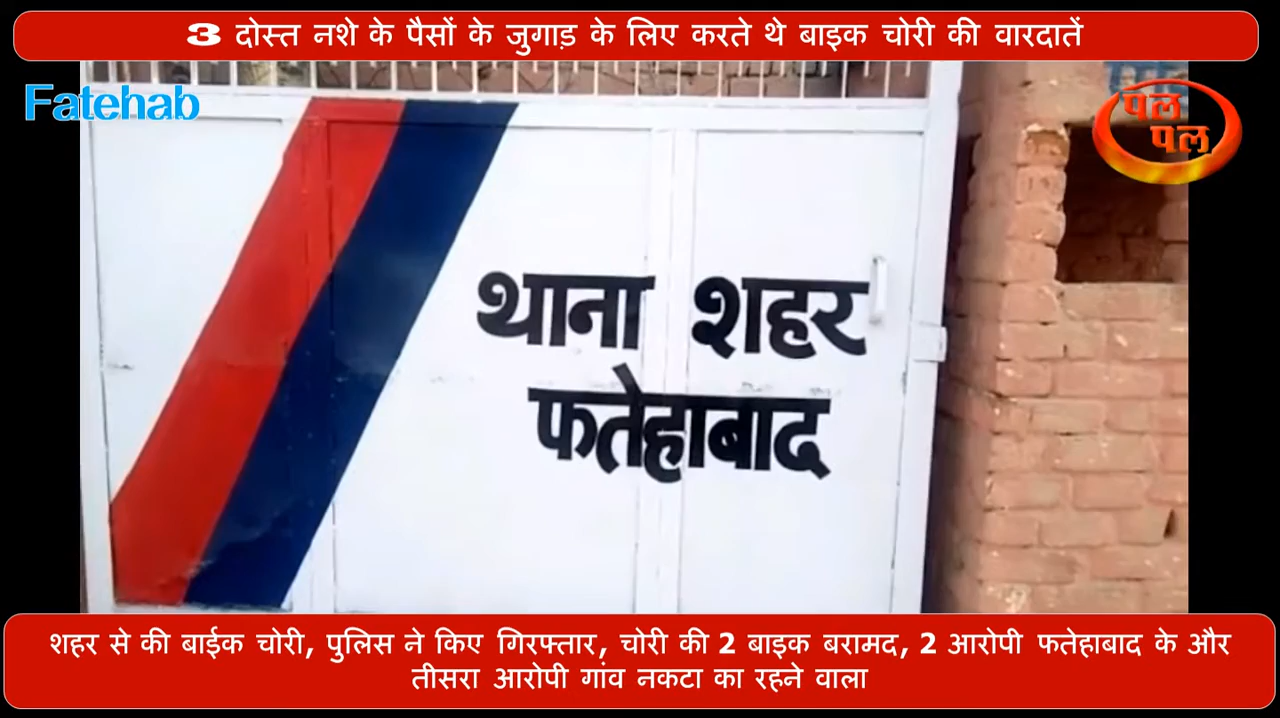 3 दोस्त नशे के पैसों के जुगाड़ के लिए करते थे बाइक चोरी की वारदातें
Fatehab
पल
पल
थाना शहर
फतेहाबाद
शहर से की बाईक चोरी, पुलिस ने किए गिरफ्तार, चोरी की 2 बाइक बरामद, 2 आरोपी फतेहाबाद के और
तीसरा आरोपी गांव नकटा का रहने वाला